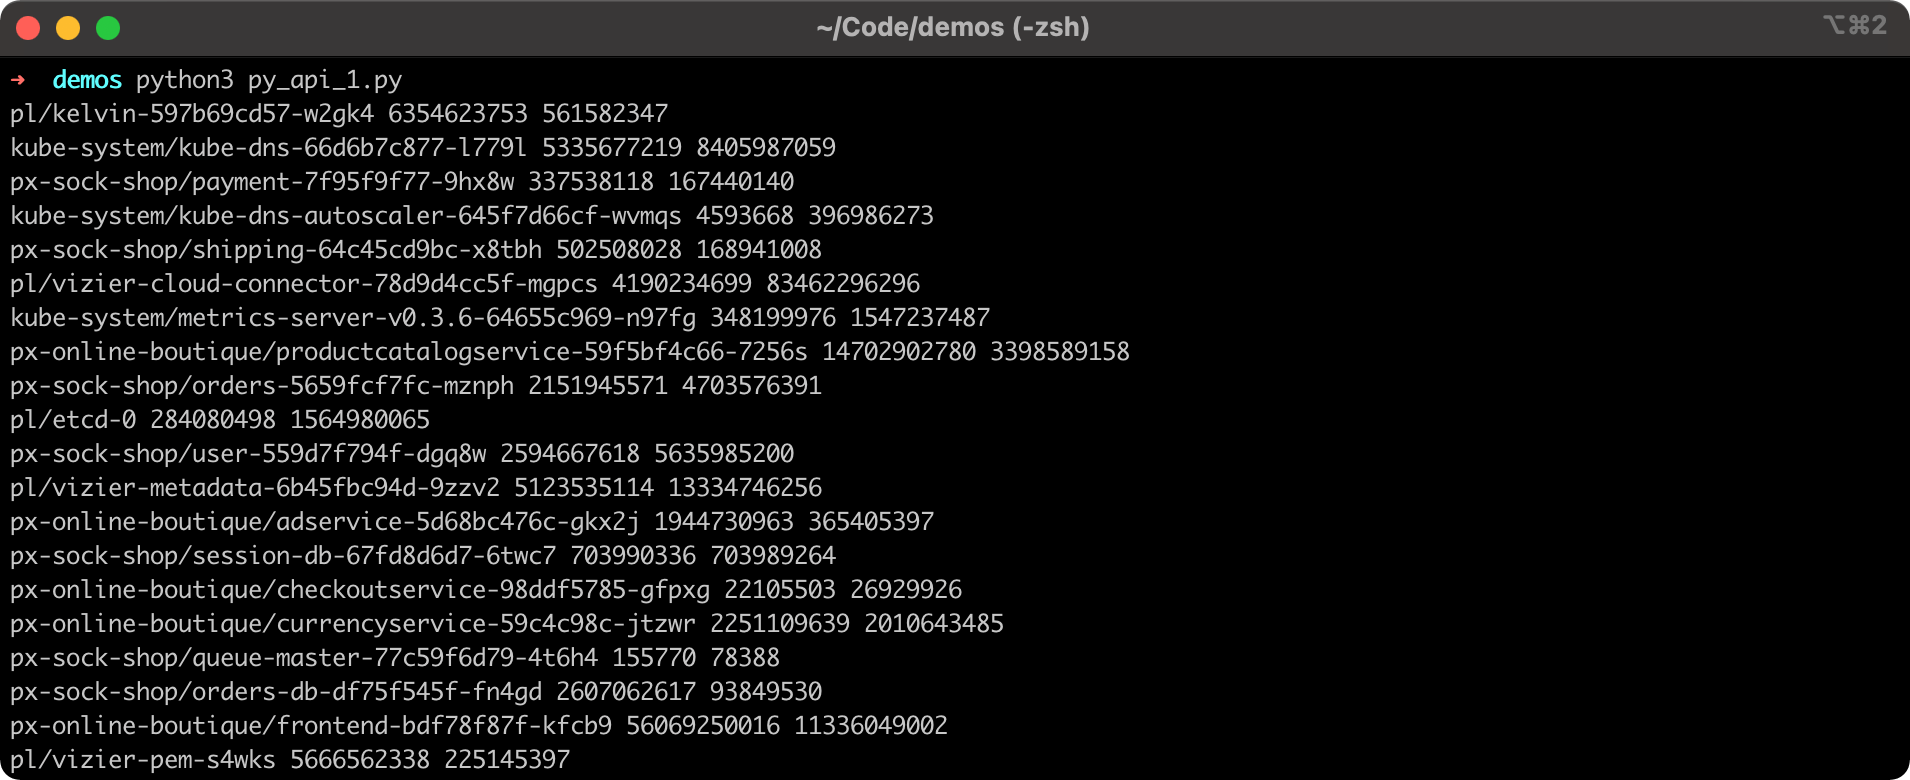 ~/Code/demos (-zsh)
⌥⌘2
➜ demos python3 py_api_1.py
pl/kelvin-597b69cd57-w2gk4 6354623753 561582347
kube-system/kube-dns-66d6b7c877-l779l 5335677219 8405987059
px-sock-shop/payment-7f95f9f77-9hx8w 337538118 167440140
kube-system/kube-dns-autoscaler-645f7d66cf-wvmqs 4593668 396986273
px-sock-shop/shipping-64c45cd9bc-x8tbh 502508028 168941008
pl/vizier-cloud-connector-78d9d4cc5f-mgpcs 4190234699 83462296296
kube-system/metrics-server-v0.3.6-64655c969-n97fg 348199976 1547237487
px-online-boutique/productcatalogservice-59f5bf4c66-7256s 14702902780 3398589158
px-sock-shop/orders-5659fcf7fc-mznph 2151945571 4703576391
pl/etcd-0 284080498 1564980065
px-sock-shop/user-559d7f794f-dgq8w 2594667618 5635985200
pl/vizier-metadata-6b45fbc94d-9zzv2 5123535114 13334746256
px-online-boutique/adservice-5d68bc476c-gkx2j 1944730963 365405397
px-sock-shop/session-db-67fd8d6d7-6twc7 703990336 703989264
px-online-boutique/checkoutservice-98ddf5785-gfpxg 22105503 26929926
px-online-boutique/currencyservice-59c4c98c-jtzwr 2251109639 2010643485
px-sock-shop/queue-master-77c59f6d79-4t6h4 155770 78388
px-sock-shop/orders-db-df75f545f-fn4gd 2607062617 93849530
px-online-boutique/frontend-bdf78f87f-kfcb9 56069250016 11336049002
pl/vizier-pem-s4wks 5666562338 225145397